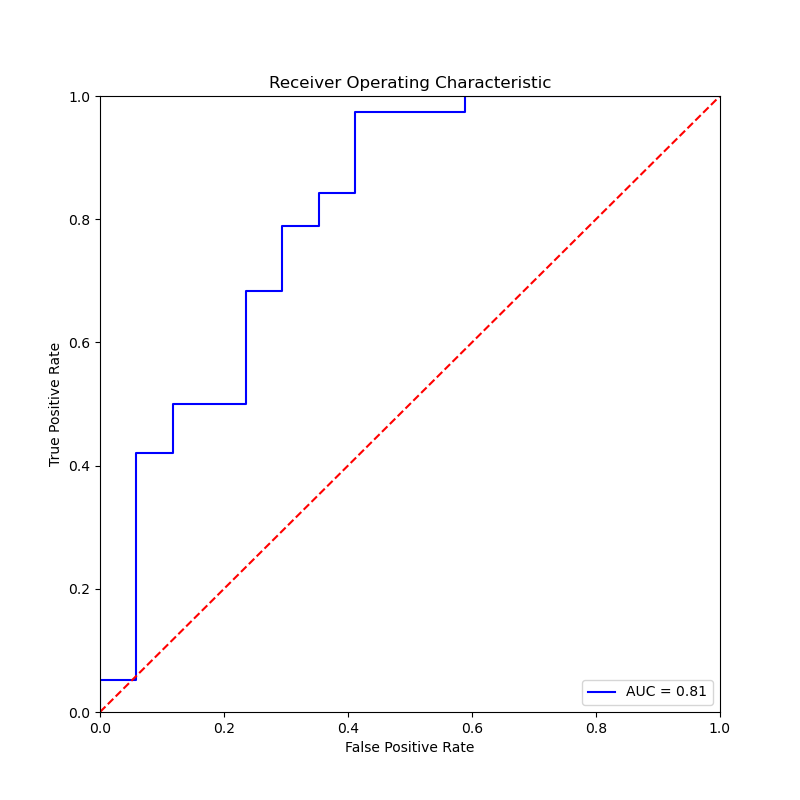 Receiver Operating Characteristic
1.0
0.8
0.6
0.4
0.2
0.0
True Positive Rate
AUC = 0.81
0.0 0.2 0.4 0.6 0.8 1.0
False Positive Rate